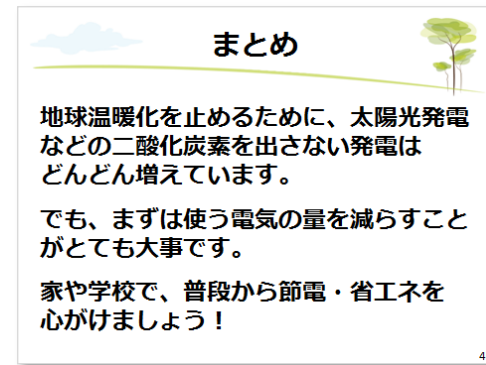 まとめ
地球温暖化を止めるために、太陽光発電
などの二酸化炭素を出さない発電は
どんどん増えています。
でも、まずは使う電気の量を減らすこと
がとても大事です。
家や学校で、普段から節電・省エネを
心がけましょう！
4